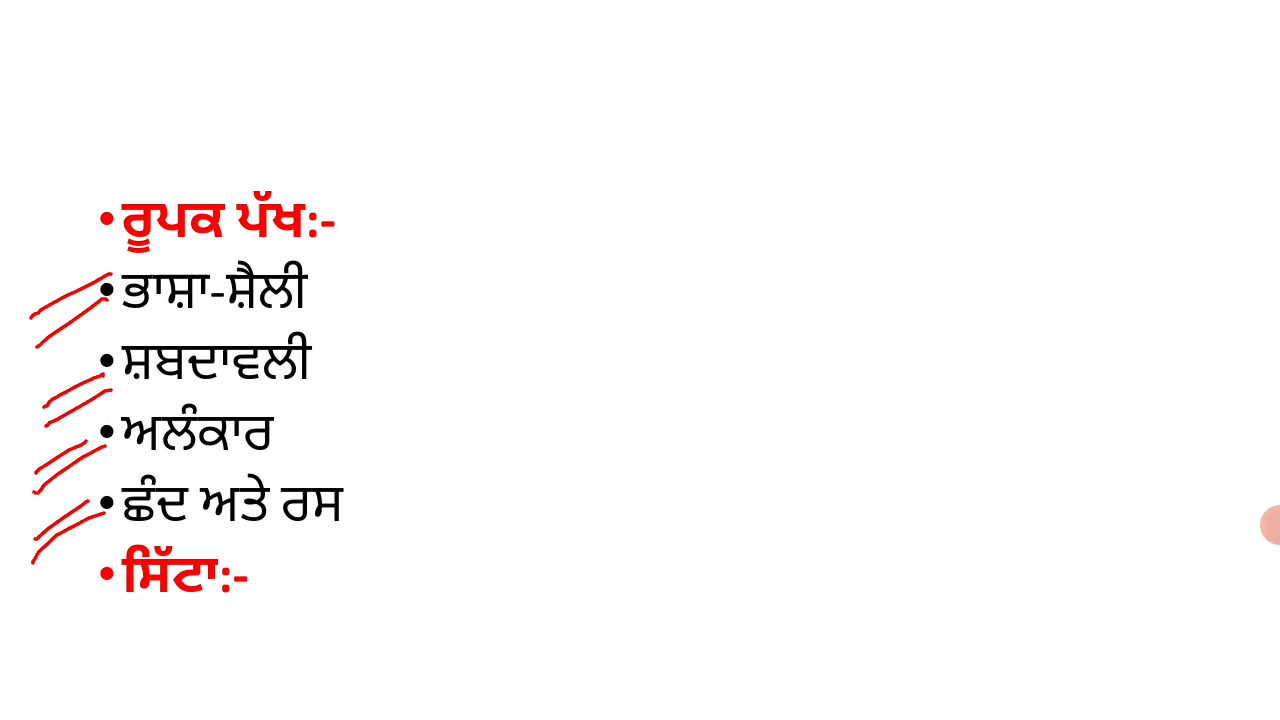 •ਰੂਪਕ ਪੱਖ:-
•ਭਾਸ਼ਾ-ਸ਼ੈਲੀ
•ਸ਼ਬਦਾਵਲੀ
•ਅਲੰਕਾਰ
•ਛੰਦ ਅਤੇ ਰਸ
•ਸਿੱਟਾ:-